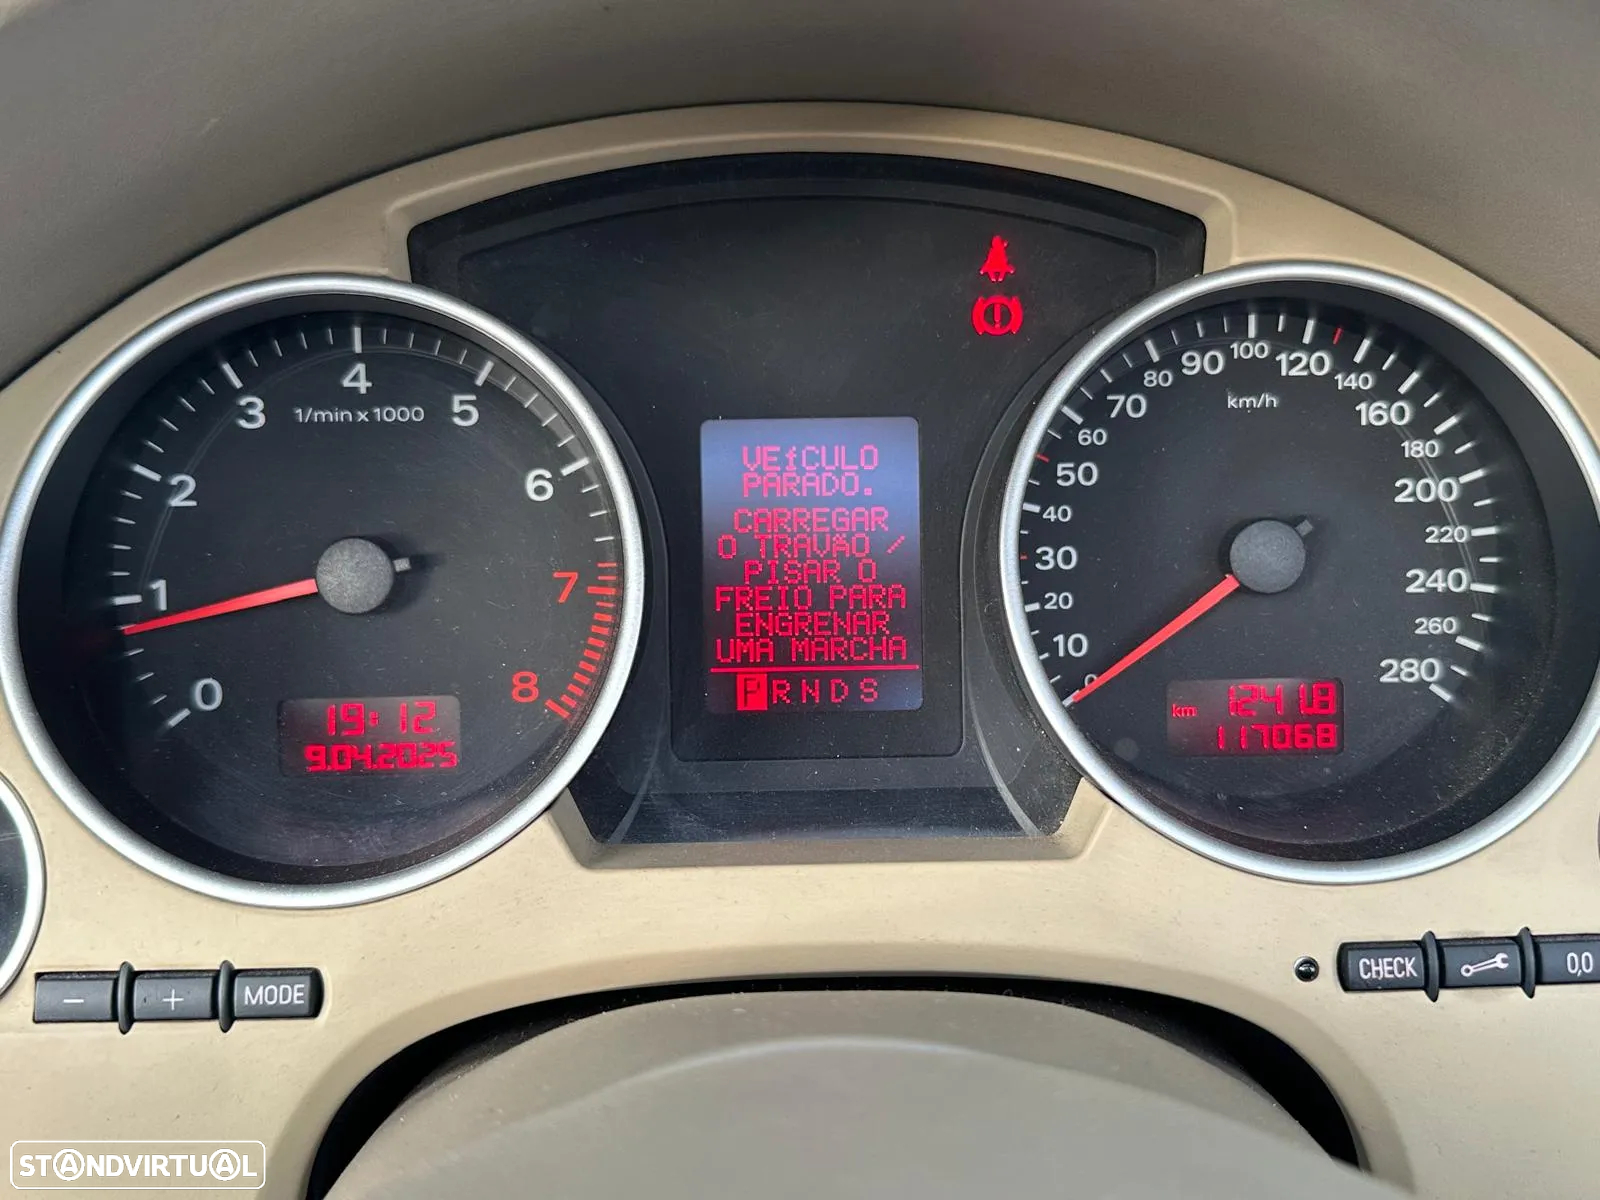 0
1
2
3
4
5
6
7
8
1/min x 1000
19:12
9.04.2025
VEíCULO
PARADO.
CARREGAR
O TRAVÃO /
PISAR O
FREIO PARA
ENGRENAR
UMA MARCHA
P R N D S
0
10
20
30
40
50
60
70
80
90
100
120
140
160
180
200
220
240
260
280
km/h
km 1241.8
117068
− + MODE
CHECK 0,0
STANDVIRTUAL